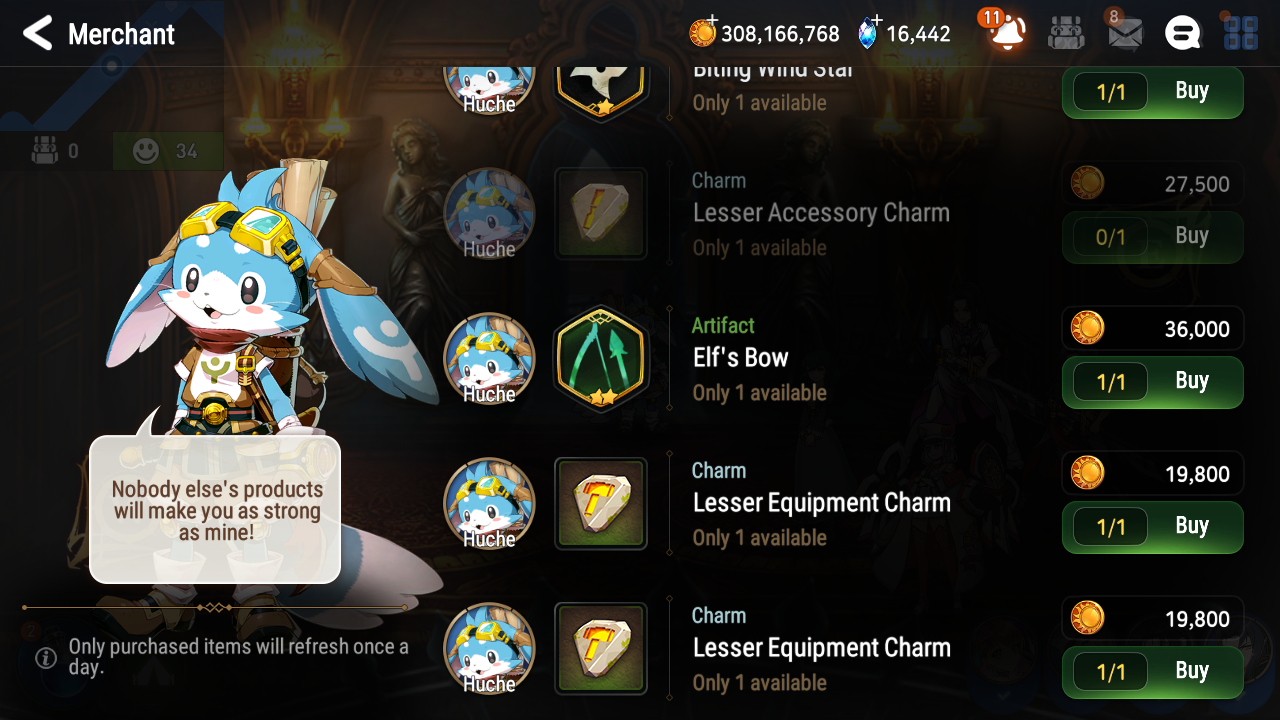 Merchant
308,166,768
16,442
11
8
0
34
Huche
Biting Wind Star
Only 1 available
1/1
Buy
Huche
Charm
Lesser Accessory Charm
Only 1 available
27,500
0/1
Buy
Huche
Artifact
Elf's Bow
Only 1 available
36,000
1/1
Buy
Huche
Charm
Lesser Equipment Charm
Only 1 available
19,800
1/1
Buy
Huche
Charm
Lesser Equipment Charm
Only 1 available
19,800
1/1
Buy
Nobody else's products
will make you as strong
as mine!
Only purchased items will refresh once a
day.